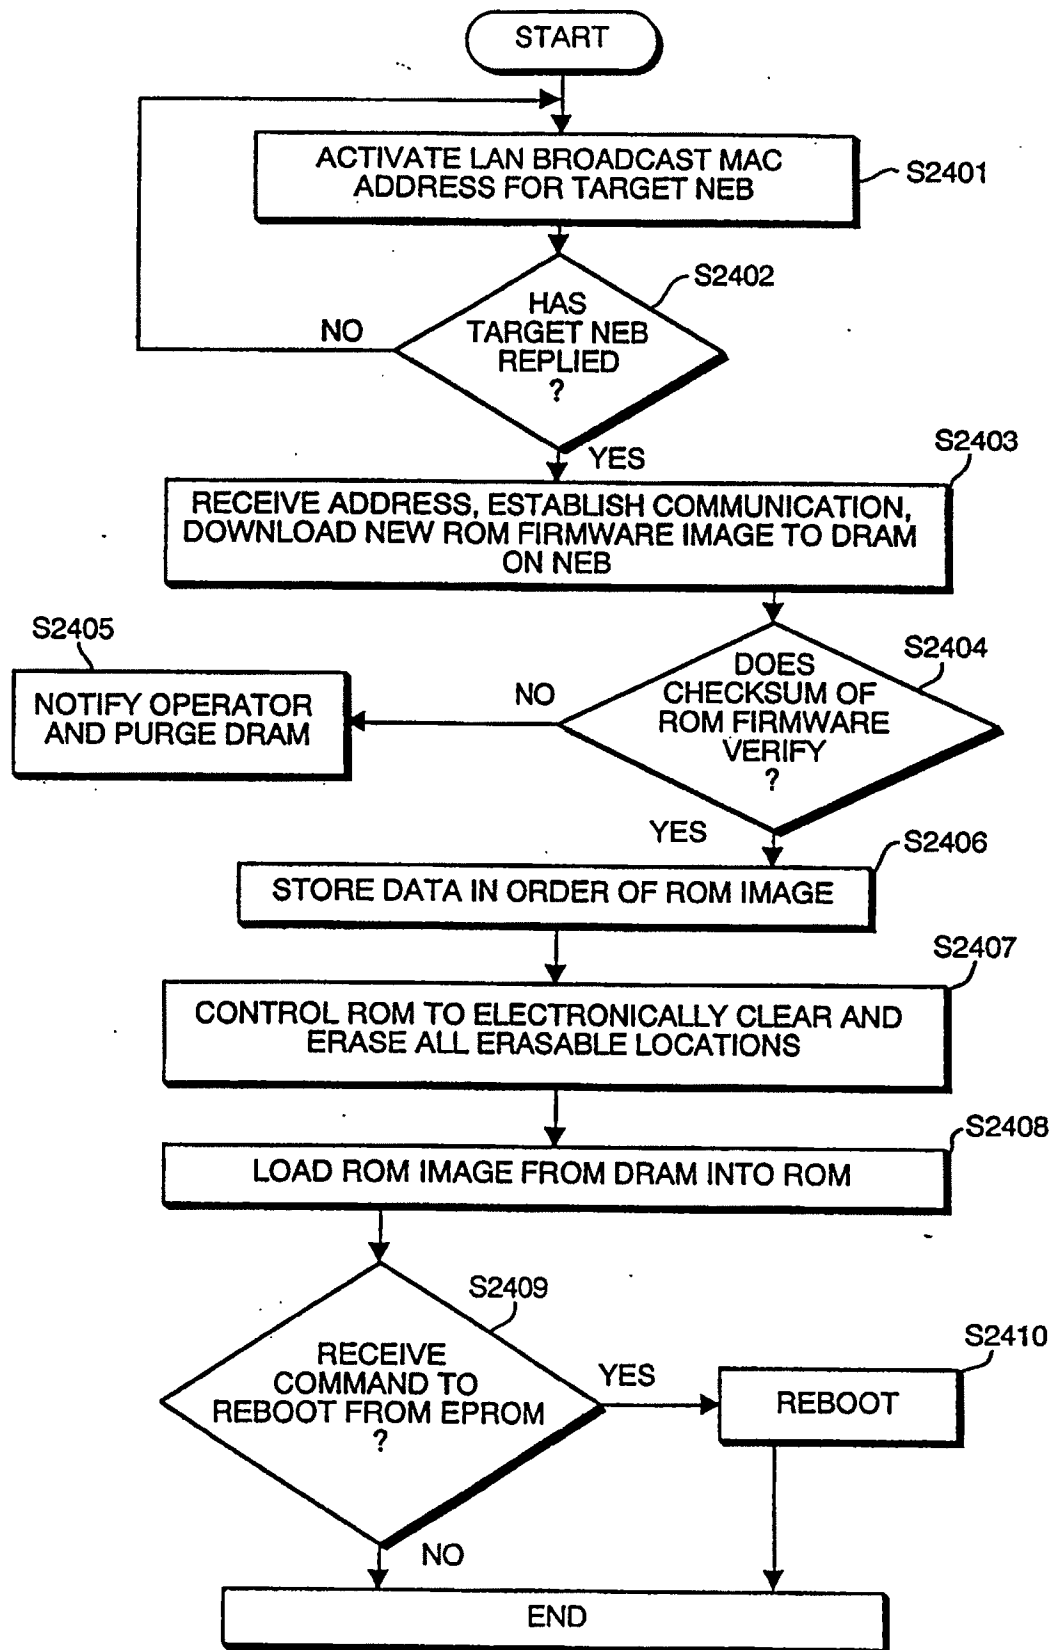 START
ACTIVATE LAN BROADCAST MAC
ADDRESS FOR TARGET NEB
S2401
S2402
HAS
TARGET NEB
REPLIED
?
NO
YES
S2403
RECEIVE ADDRESS, ESTABLISH COMMUNICATION,
DOWNLOAD NEW ROM FIRMWARE IMAGE TO DRAM
ON NEB
S2405
NOTIFY OPERATOR
AND PURGE DRAM
NO
S2404
DOES
CHECKSUM OF
ROM FIRMWARE
VERIFY
?
YES
S2406
STORE DATA IN ORDER OF ROM IMAGE
S2407
CONTROL ROM TO ELECTRONICALLY CLEAR AND
ERASE ALL ERASABLE LOCATIONS
S2408
LOAD ROM IMAGE FROM DRAM INTO ROM
S2409
RECEIVE
COMMAND TO
REBOOT FROM EPROM
?
YES
S2410
REBOOT
NO
END